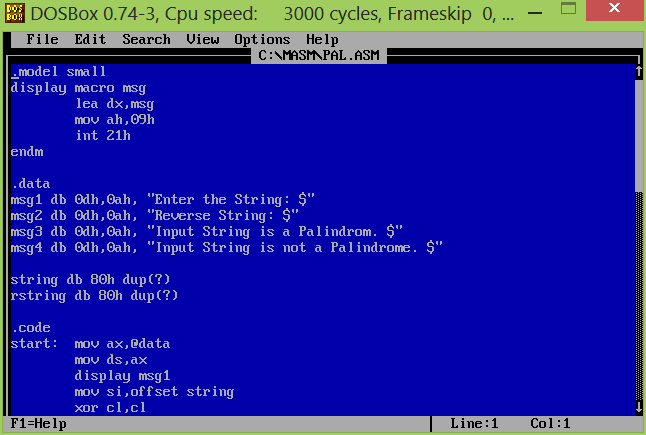 DOSBox 0.74-3, Cpu speed:    3000 cycles, Frameskip  0, ...
File  Edit  Search  View  Options  Help
C:\MASM\PAL.ASM
.model small
display macro msg
        lea dx,msg
        mov ah,09h
        int 21h
endm

.data
msg1 db 0dh,0ah, "Enter the String: $"
msg2 db 0dh,0ah, "Reverse String: $"
msg3 db 0dh,0ah, "Input String is a Palindrom. $"
msg4 db 0dh,0ah, "Input String is not a Palindrome. $"

string db 80h dup(?)
rstring db 80h dup(?)

.code
start:  mov ax,@data
        mov ds,ax
        display msg1
        mov si,offset string
        xor cl,cl
F1=Help    Line:1    Col:1